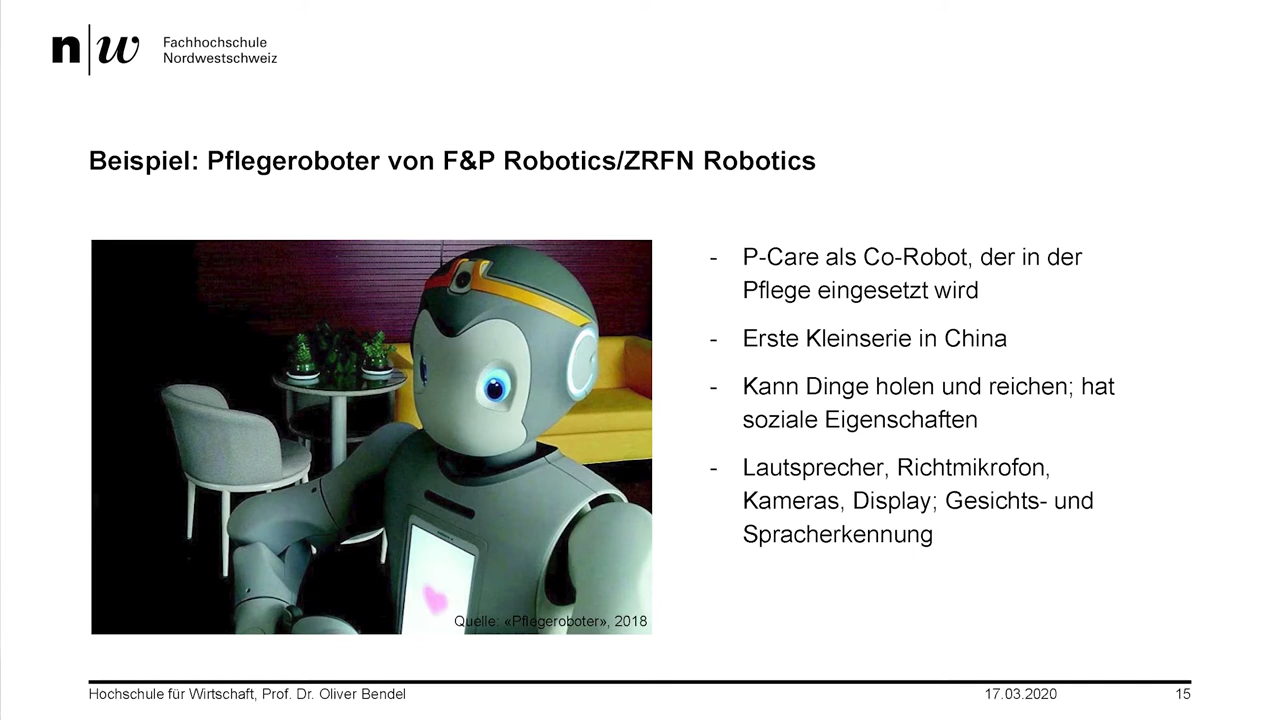 n|w Fachhochschule
Nordwestschweiz
Beispiel: Pflegeroboter von F&P Robotics/ZRFN Robotics
- P-Care als Co-Robot, der in der
Pflege eingesetzt wird
- Erste Kleinserie in China
- Kann Dinge holen und reichen; hat
soziale Eigenschaften
- Lautsprecher, Richtmikrofon,
Kameras, Display; Gesichts- und
Spracherkennung
Quelle: «Pflegeroboter», 2018
Hochschule für Wirtschaft, Prof. Dr. Oliver Bendel 17.03.2020 15